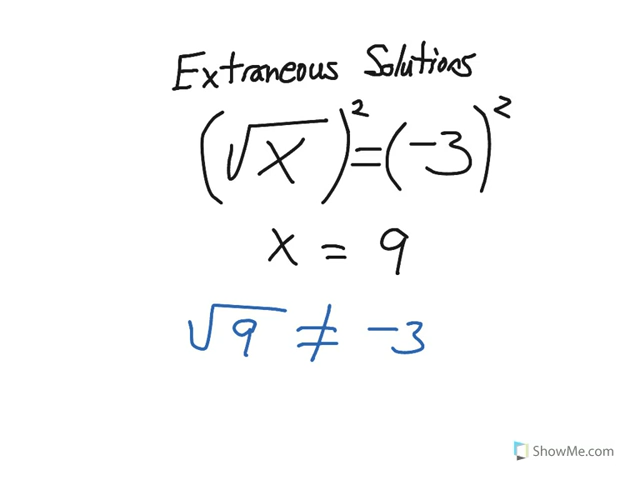 Extraneous Solutions
(√x)² = (-3)²
x = 9
√9 ≠ -3
ShowMe.com